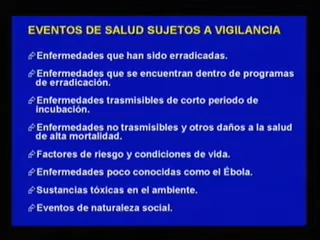 EVENTOS DE SALUD SUJETOS A VIGILANCIA
Enfermedades que han sido erradicadas.
Enfermedades que se encuentran dentro de programas
de erradicación.
Enfermedades trasmisibles de corto periodo de
incubación.
Enfermedades no trasmisibles y otros daños a la salud
de alta mortalidad.
Factores de riesgo y condiciones de vida.
Enfermedades poco conocidas como el Ébola.
Sustancias tóxicas en el ambiente.
Eventos de naturaleza social.